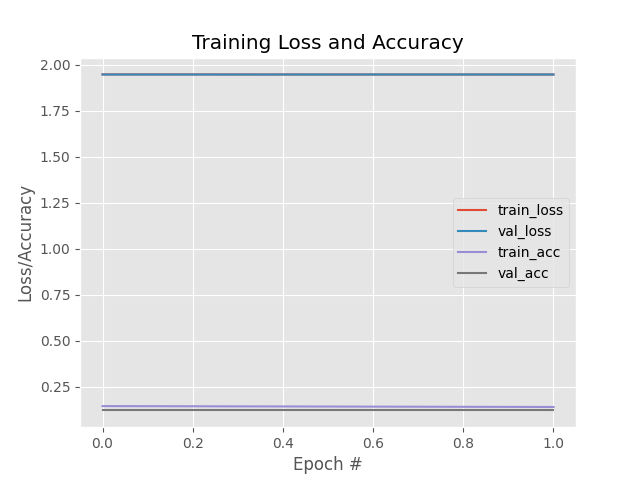 Training Loss and Accuracy
2.00
1.75
1.50
1.25
1.00
0.75
0.50
0.25
Loss/Accuracy
train_loss
val_loss
train_acc
val_acc
0.0 0.2 0.4 0.6 0.8 1.0
Epoch #